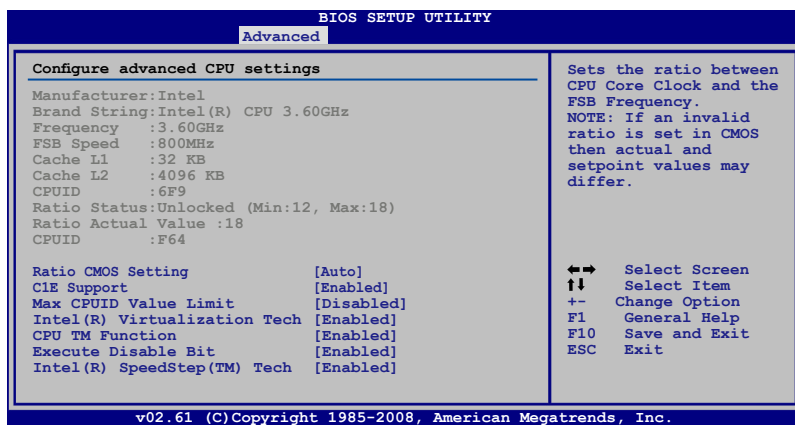 BIOS SETUP UTILITY
Advanced
Configure advanced CPU settings
Manufacturer:Intel
Brand String:Intel(R) CPU 3.60GHz
Frequency :3.60GHz
FSB Speed :800MHz
Cache L1 :32 KB
Cache L2 :4096 KB
CPUID :6F9
Ratio Status:Unlocked (Min:12, Max:18)
Ratio Actual Value :18
CPUID :F64
Ratio CMOS Setting [Auto]
C1E Support [Enabled]
Max CPUID Value Limit [Disabled]
Intel(R) Virtualization Tech [Enabled]
CPU TM Function [Enabled]
Execute Disable Bit [Enabled]
Intel(R) SpeedStep(TM) Tech [Enabled]
Sets the ratio between
CPU Core Clock and the
FSB Frequency.
NOTE: If an invalid
ratio is set in CMOS
then actual and
setpoint values may
differ.
←→ Select Screen
↑↓ Select Item
+- Change Option
F1 General Help
F10 Save and Exit
ESC Exit
v02.61 (C)Copyright 1985-2008, American Megatrends, Inc.